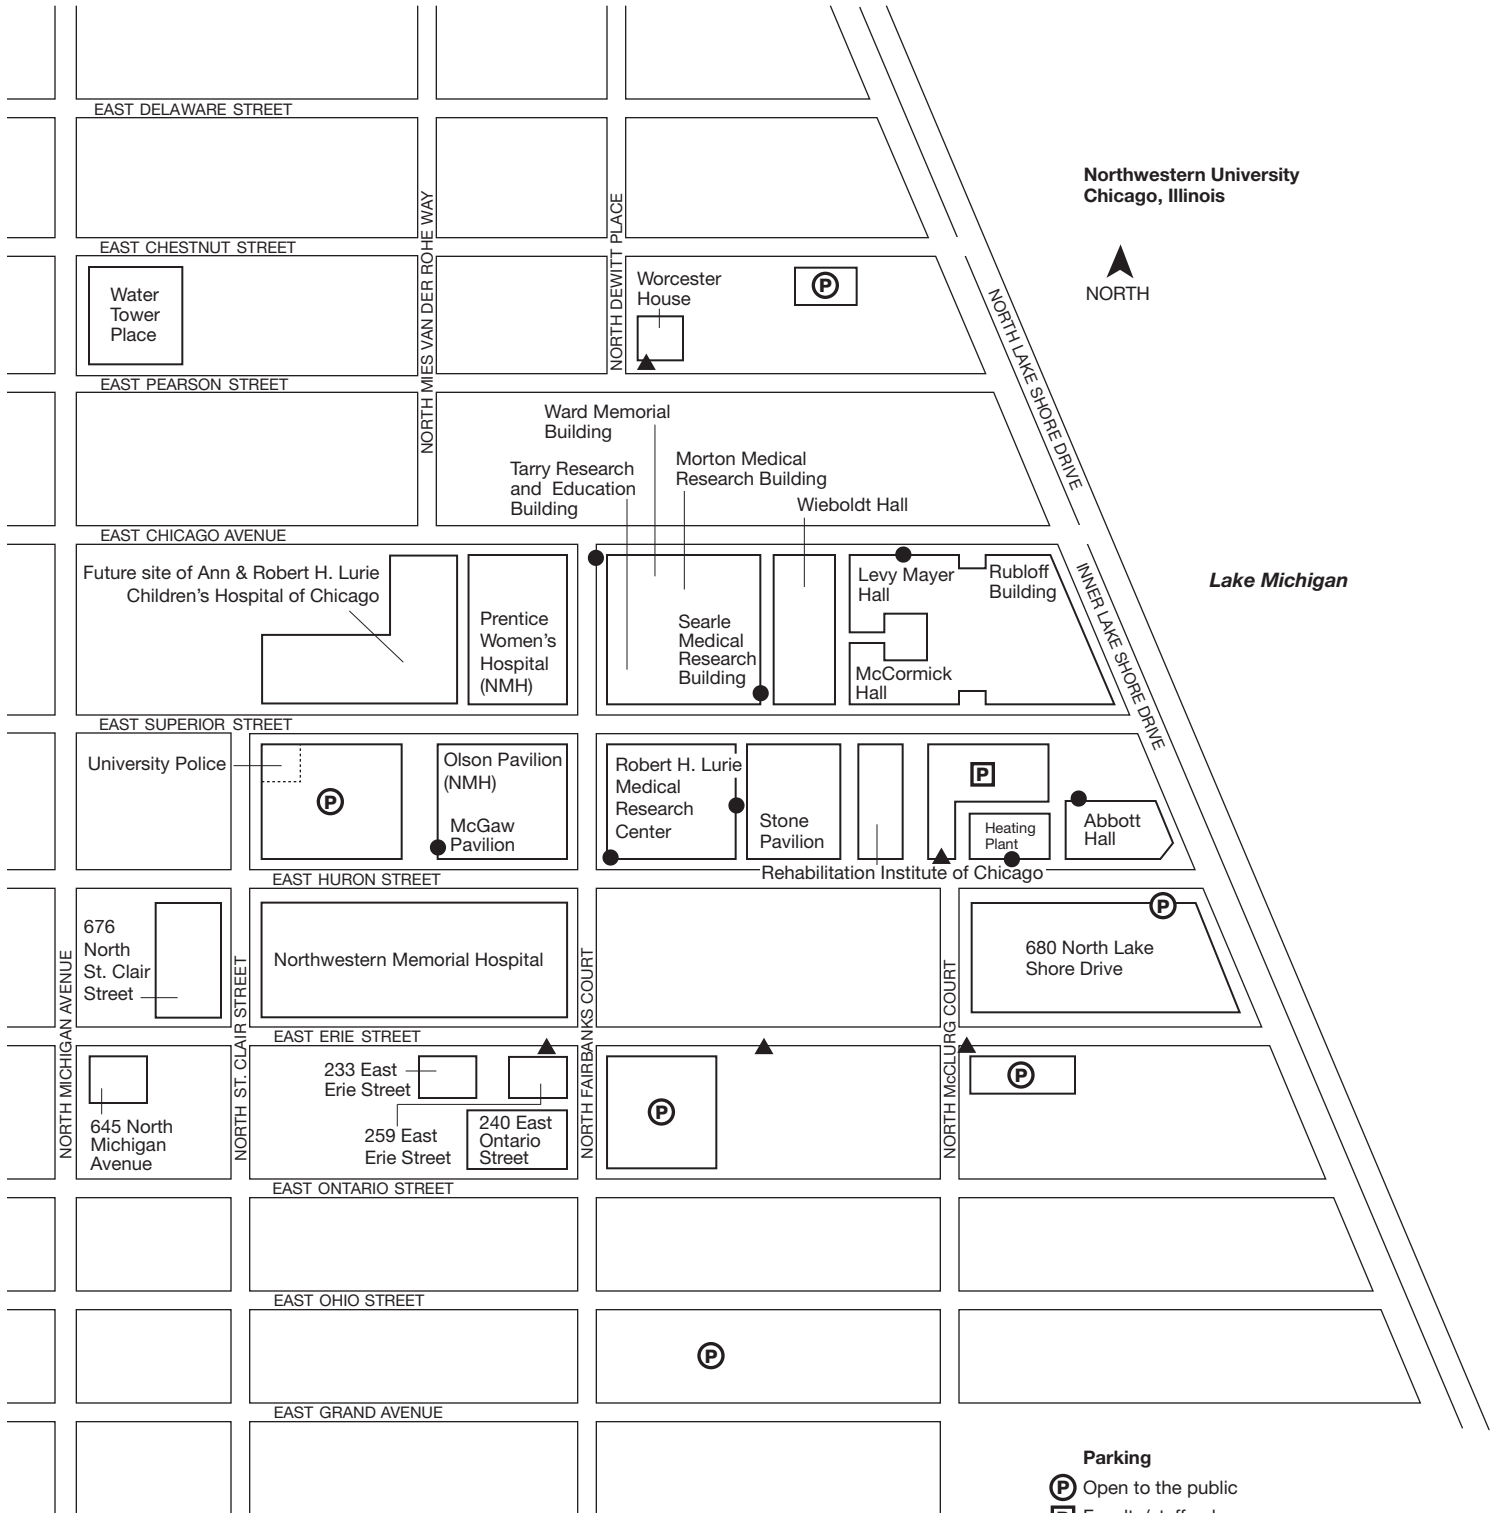 EAST DELAWARE STREET
Northwestern University
Chicago, Illinois
NORTH MIES VAN DER ROHE WAY
NORTH DEWITT PLACE
EAST CHESTNUT STREET
Water
Tower
Place
Worcester
House
P
NORTH
NORTH LAKE SHORE DRIVE
EAST PEARSON STREET
Ward Memorial
Building
Tarry Research
and Education
Building
Morton Medical
Research Building
Wieboldt Hall
EAST CHICAGO AVENUE
Future site of Ann & Robert H. Lurie
Children's Hospital of Chicago
Prentice
Women's
Hospital
(NMH)
Searle
Medical
Research
Building
Levy Mayer
Hall
Rubloff
Building
McCormick
Hall
INNER LAKE SHORE DRIVE
Lake Michigan
EAST SUPERIOR STREET
University Police
P
Olson Pavilion
(NMH)
McGaw
Pavilion
Robert H. Lurie
Medical
Research
Center
Stone
Pavilion
P
Heating
Plant
Abbott
Hall
Rehabilitation Institute of Chicago
EAST HURON STREET
676
North
St. Clair
Street
Northwestern Memorial Hospital
P
680 North Lake
Shore Drive
NORTH MICHIGAN AVENUE
NORTH ST. CLAIR STREET
NORTH FAIRBANKS COURT
NORTH McCLURG COURT
EAST ERIE STREET
645 North
Michigan
Avenue
233 East
Erie Street
259 East
Erie Street
240 East
Ontario
Street
P
P
EAST ONTARIO STREET
EAST OHIO STREET
P
EAST GRAND AVENUE
Parking
P Open to the public